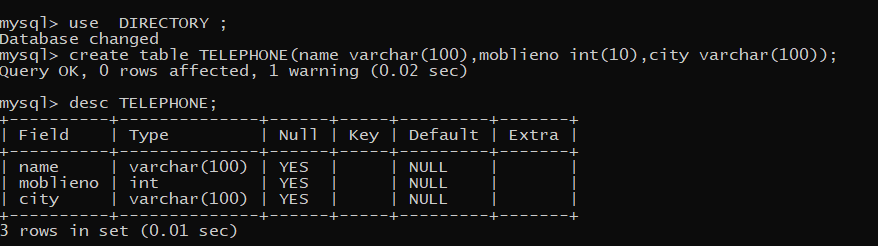 mysql> use  DIRECTORY ;
Database changed
mysql> create table TELEPHONE(name varchar(100),moblieno int(10),city varchar(100));
Query OK, 0 rows affected, 1 warning (0.02 sec)

mysql> desc TELEPHONE;
+----------+--------------+------+-----+---------+-------+
| Field    | Type         | Null | Key | Default | Extra |
+----------+--------------+------+-----+---------+-------+
| name     | varchar(100) | YES  |     | NULL    |       |
| moblieno | int          | YES  |     | NULL    |       |
| city     | varchar(100) | YES  |     | NULL    |       |
+----------+--------------+------+-----+---------+-------+
3 rows in set (0.01 sec)